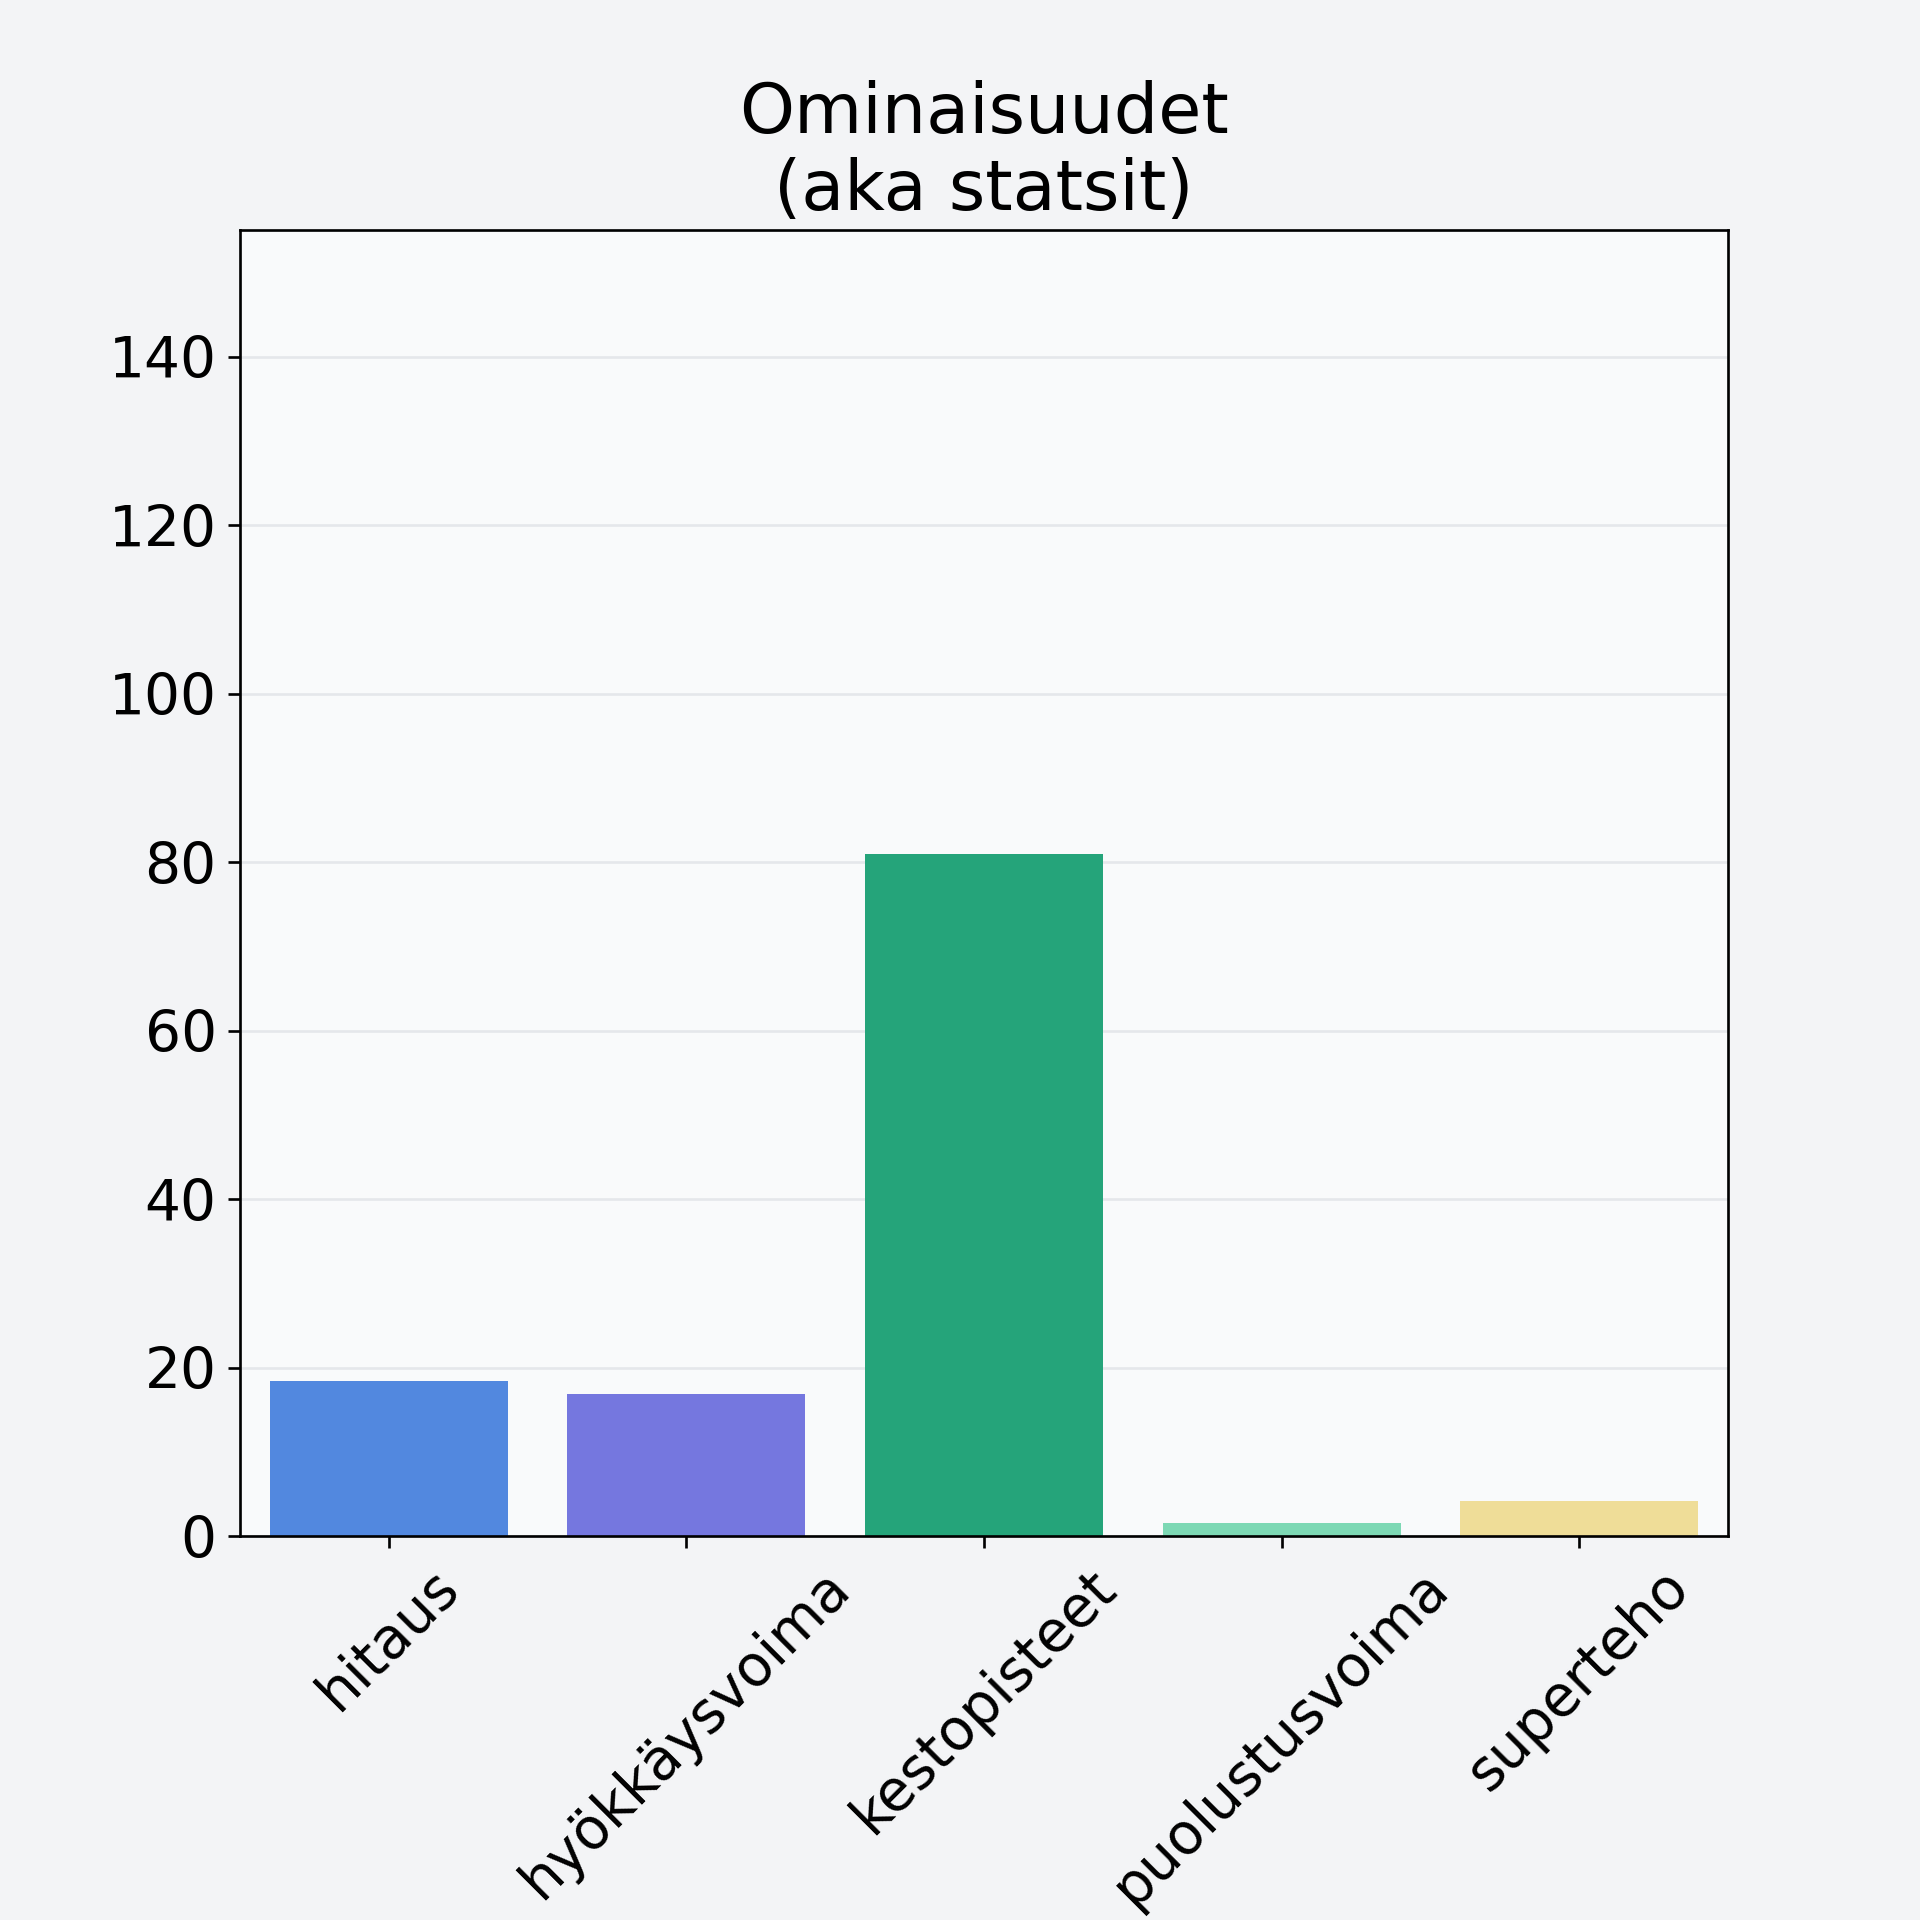 Ominaisuudet
(aka statsit)
140
120
100
80
60
40
20
0
hitaus
hyökkäysvoima
kestopisteet
puolustusvoima
superteho